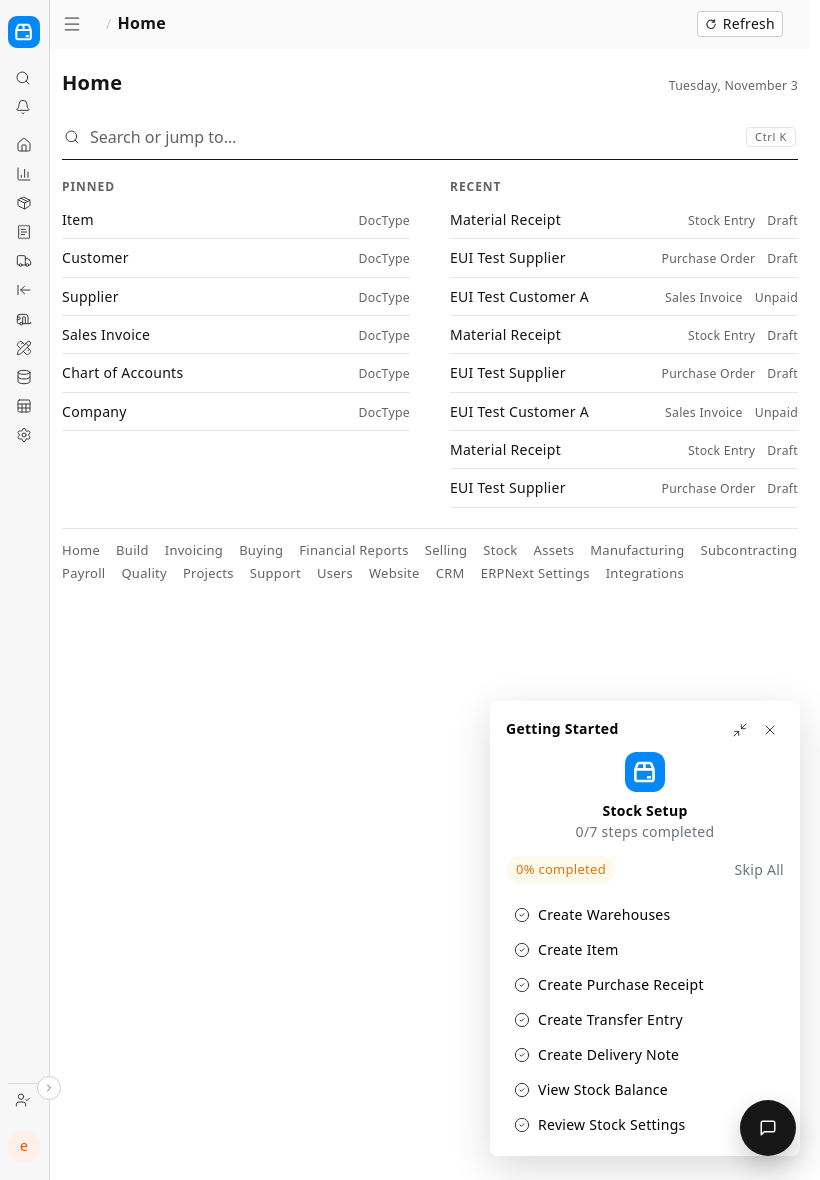 / Home
Refresh
Home
Tuesday, November 3
Search or jump to...
Ctrl K
PINNED
Item DocType
Customer DocType
Supplier DocType
Sales Invoice DocType
Chart of Accounts DocType
Company DocType
RECENT
Material Receipt Stock Entry Draft
EUI Test Supplier Purchase Order Draft
EUI Test Customer A Sales Invoice Unpaid
Material Receipt Stock Entry Draft
EUI Test Supplier Purchase Order Draft
EUI Test Customer A Sales Invoice Unpaid
Material Receipt Stock Entry Draft
EUI Test Supplier Purchase Order Draft
Home Build Invoicing Buying Financial Reports Selling Stock Assets Manufacturing Subcontracting
Payroll Quality Projects Support Users Website CRM ERPNext Settings Integrations
Getting Started
Stock Setup
0/7 steps completed
0% completed Skip All
Create Warehouses
Create Item
Create Purchase Receipt
Create Transfer Entry
Create Delivery Note
View Stock Balance
Review Stock Settings
e